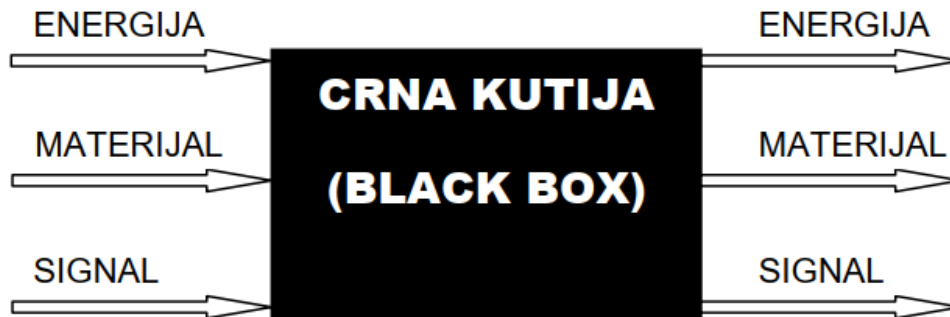 ENERGIJA
ENERGIJA
CRNA KUTIJA
MATERIJAL
MATERIJAL
(BLACK BOX)
SIGNAL
SIGNAL